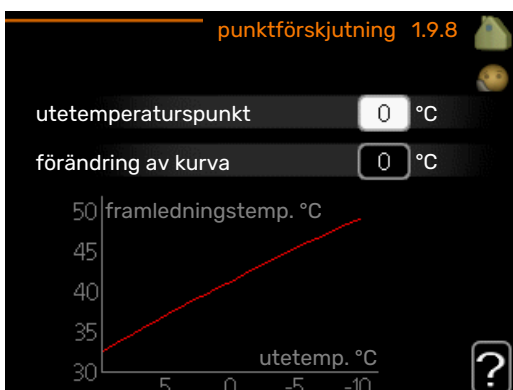 punktförskjutning 1.9.8
utetemperaturspunkt 0 °C
förändring av kurva 0 °C
50 framledningstemp. °C
45
40
35
utetemp. °C
30
5 0 -5 -10
?